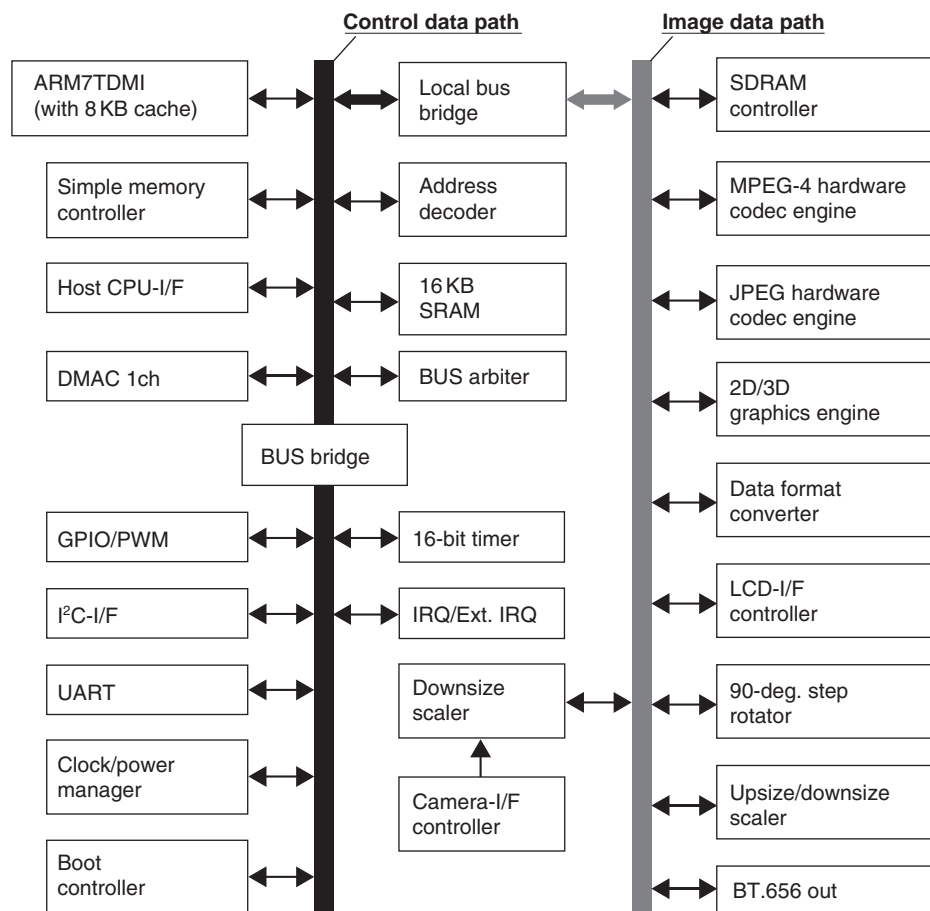 Control data path
Image data path
ARM7TDMI
(with 8 KB cache)
Local bus
bridge
SDRAM
controller
Simple memory
controller
Address
decoder
MPEG-4 hardware
codec engine
Host CPU-I/F
16 KB
SRAM
JPEG hardware
codec engine
DMAC 1ch
BUS arbiter
2D/3D
graphics engine
BUS bridge
Data format
converter
GPIO/PWM
16-bit timer
I²C-I/F
IRQ/Ext. IRQ
LCD-I/F
controller
UART
Downsize
scaler
90-deg. step
rotator
Clock/power
manager
Camera-I/F
controller
Upsize/downsize
scaler
Boot
controller
BT.656 out